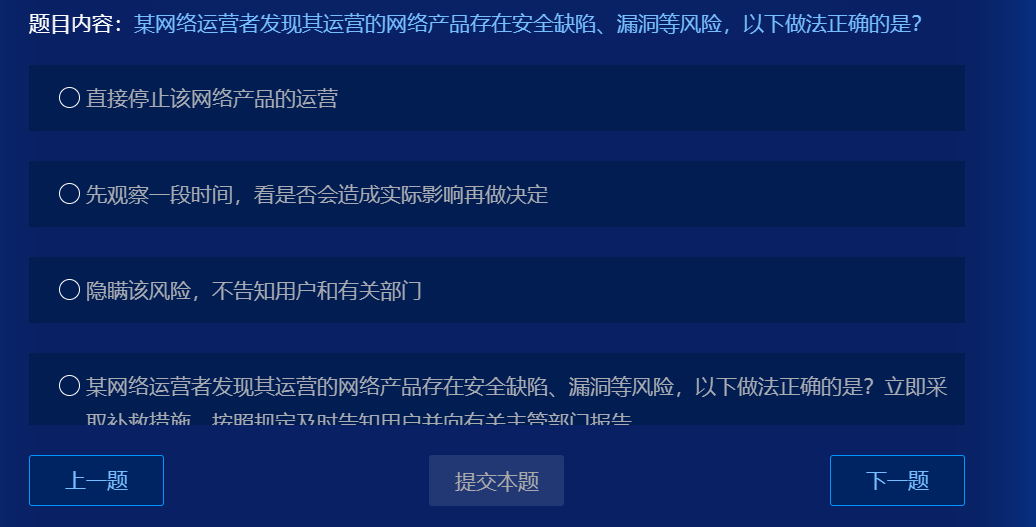 题目内容：某网络运营者发现其运营的网络产品存在安全缺陷、漏洞等风险，以下做法正确的是？
直接停止该网络产品的运营
先观察一段时间，看是否会造成实际影响再做决定
隐瞒该风险，不告知用户和有关部门
某网络运营者发现其运营的网络产品存在安全缺陷、漏洞等风险，以下做法正确的是？立即采
取补救措施，按照规定及时告知用户并向有关主管部门报告
上一题
提交本题
下一题